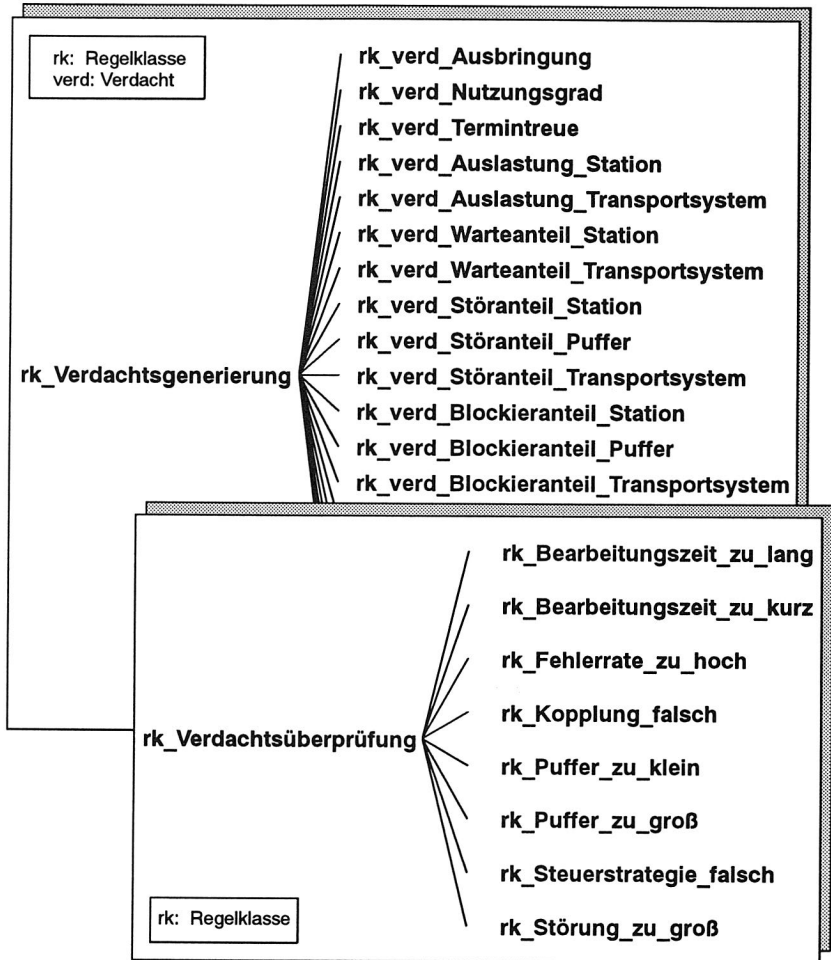 rk: Regelklasse
verd: Verdacht
rk_verd_Ausbringung
rk_verd_Nutzungsgrad
rk_verd_Termintreue
rk_verd_Auslastung_Station
rk_verd_Auslastung_Transportsystem
rk_verd_Warteanteil_Station
rk_verd_Warteanteil_Transportsystem
rk_verd_Störanteil_Station
rk_verd_Störanteil_Puffer
rk_Verdachtsgenerierung
rk_verd_Störanteil_Transportsystem
rk_verd_Blockieranteil_Station
rk_verd_Blockieranteil_Puffer
rk_verd_Blockieranteil_Transportsystem
rk_Bearbeitungszeit_zu_lang
rk_Bearbeitungszeit_zu_kurz
rk_Fehlerrate_zu_hoch
rk_Kopplung_falsch
rk_Verdachtsüberprüfung
rk_Puffer_zu_klein
rk_Puffer_zu_groß
rk_Steuerstrategie_falsch
rk_Störung_zu_groß
rk: Regelklasse